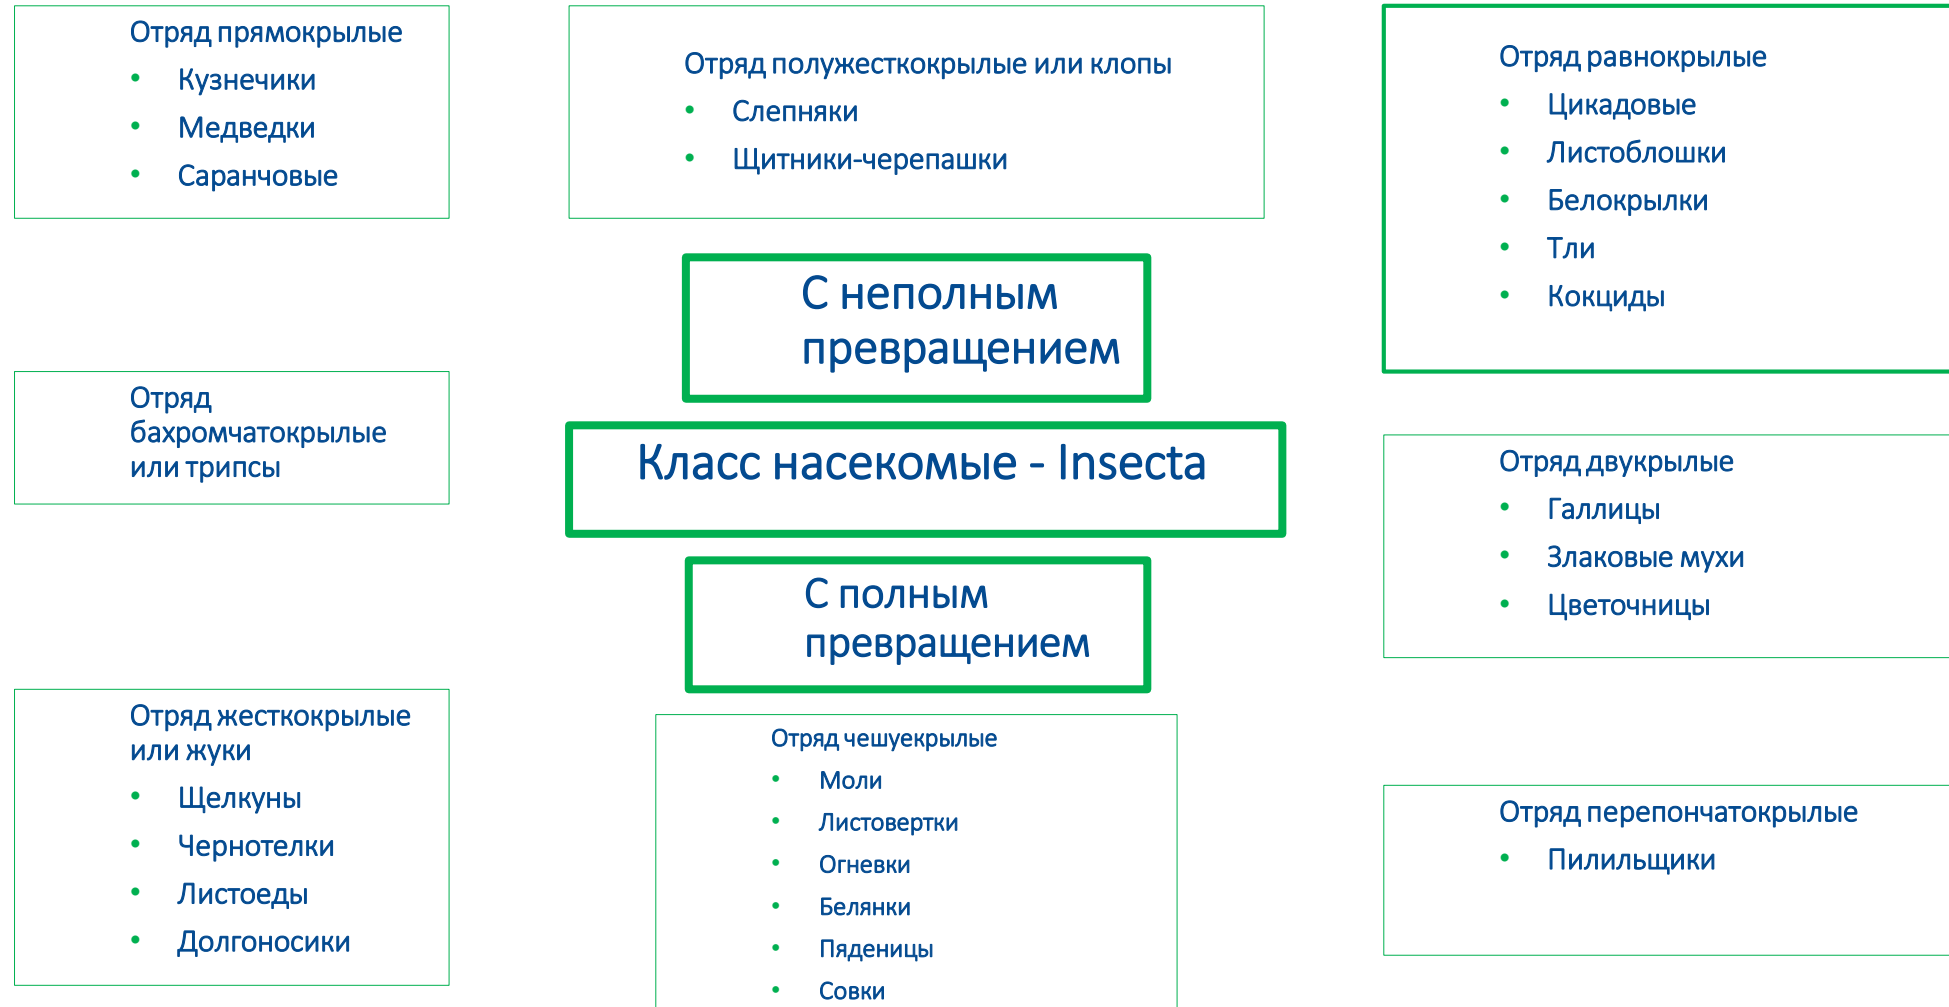 Отряд прямокрылые
• Кузнечики
• Медведки
• Саранчовые
Отряд полужесткокрылые или клопы
• Слепняки
• Щитники-черепашки
Отряд равнокрылые
• Цикадовые
• Листоблошки
• Белокрылки
• Тли
• Кокциды
С неполным
превращением
Отряд
бахромчатокрылые
или трипсы
Класс насекомые - Insecta
Отряд двукрылые
• Галлицы
• Злаковые мухи
• Цветочницы
С полным
превращением
Отряд жесткокрылые
или жуки
• Щелкуны
• Чернотелки
• Листоеды
• Долгоносики
Отряд чешуекрылые
• Моли
• Листовертки
• Огневки
• Белянки
• Пяденицы
• Совки
Отряд перепончатокрылые
• Пилильщики